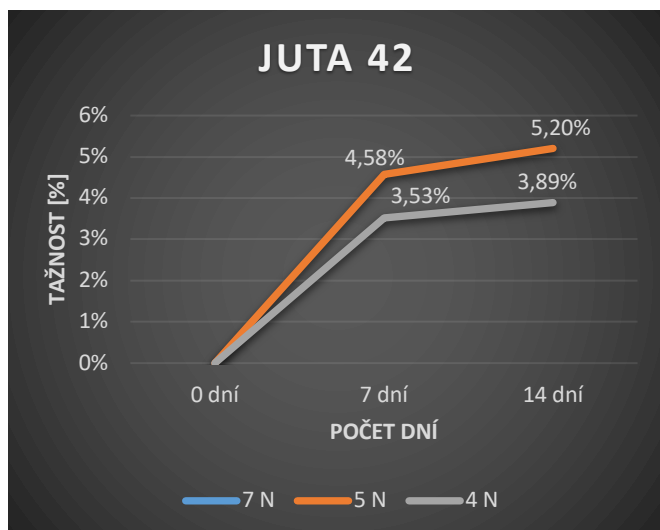 JUTA 42
6%
5%
4%
3%
2%
1%
0%
TAŽNOST [%]
4,58%
5,20%
3,53%
3,89%
0 dní 7 dní 14 dní
POČET DNÍ
7 N 5 N 4 N